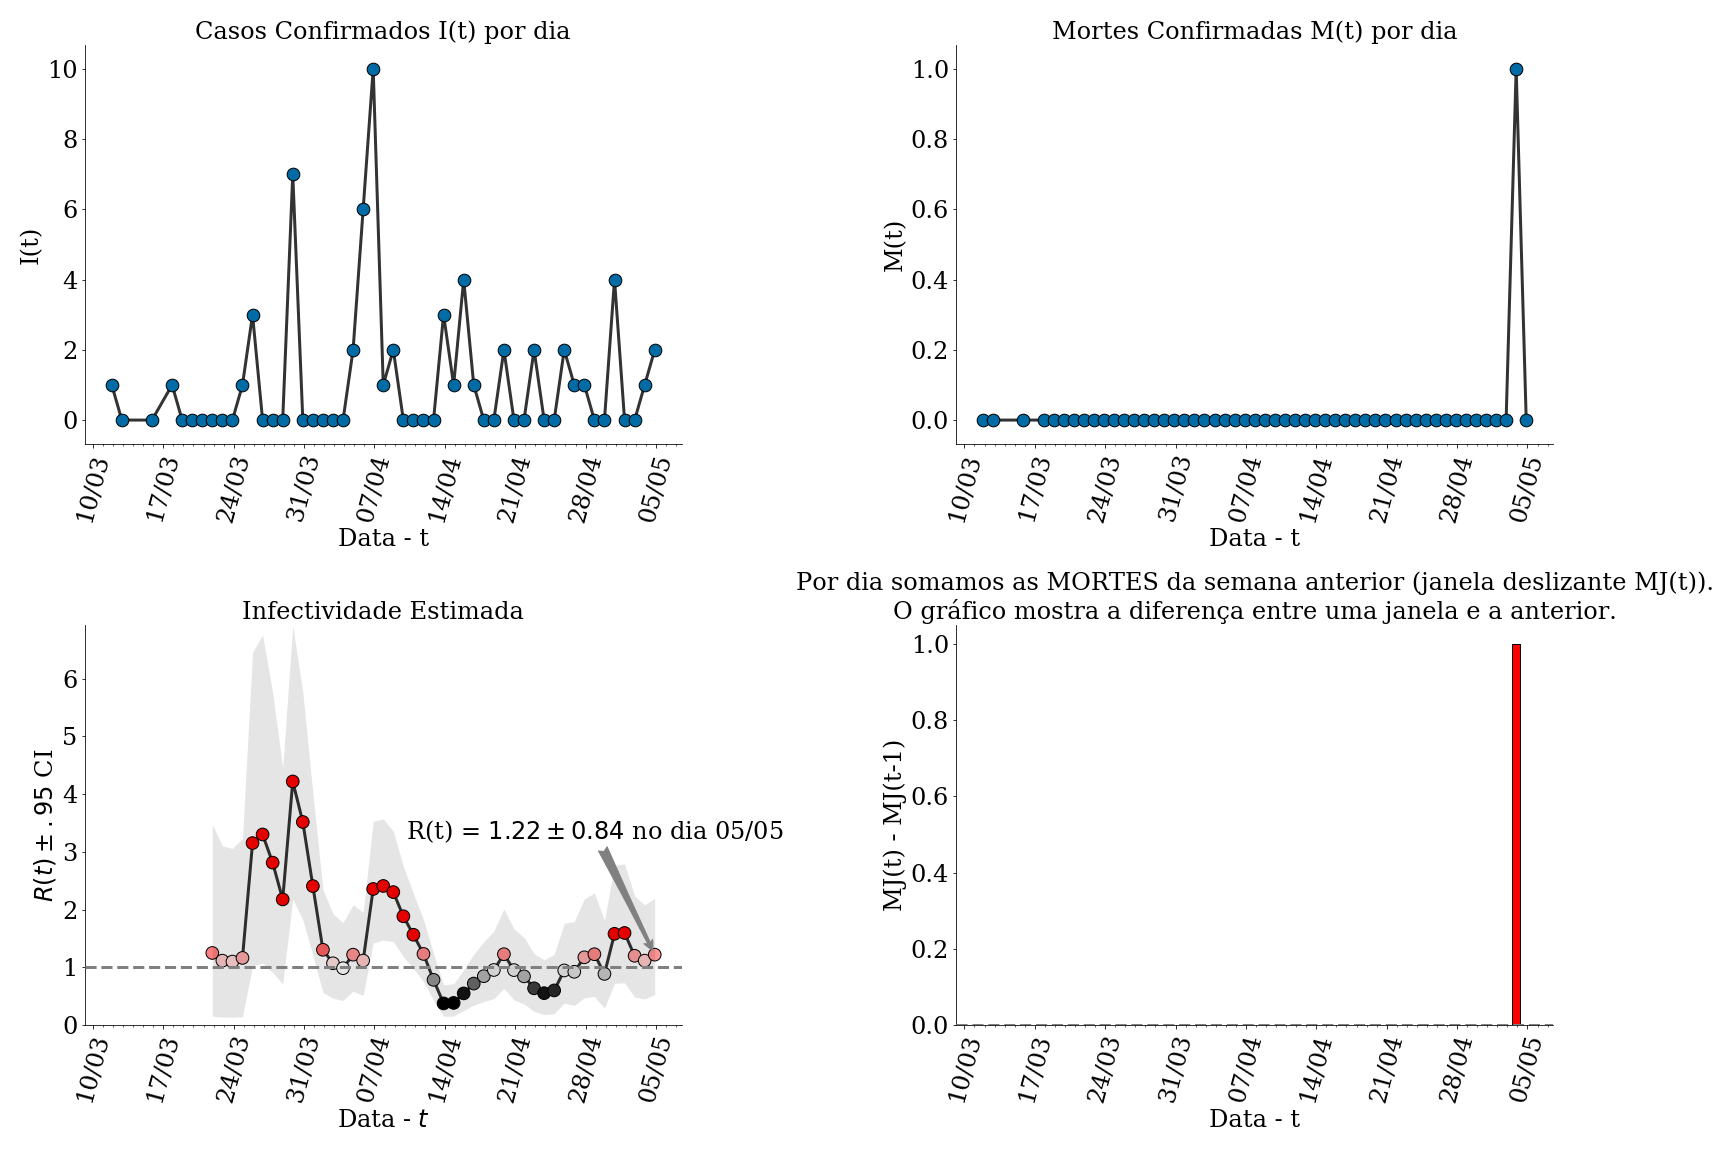 Casos Confirmados I(t) por dia
10
8
6
4
2
0
I(t)
10/03 17/03 24/03 31/03 07/04 14/04 21/04 28/04 05/05
Data - t
Mortes Confirmadas M(t) por dia
1.0
0.8
0.6
0.4
0.2
0.0
M(t)
10/03 17/03 24/03 31/03 07/04 14/04 21/04 28/04 05/05
Data - t
Infectividade Estimada
6
5
4
3
2
1
0
R(t) ± .95 CI
R(t) = 1.22 ± 0.84 no dia 05/05
10/03 17/03 24/03 31/03 07/04 14/04 21/04 28/04 05/05
Data - t
Por dia somamos as MORTES da semana anterior (janela deslizante MJ(t)).
O gráfico mostra a diferença entre uma janela e a anterior.
1.0
0.8
0.6
0.4
0.2
0.0
MJ(t) - MJ(t-1)
10/03 17/03 24/03 31/03 07/04 14/04 21/04 28/04 05/05
Data - t